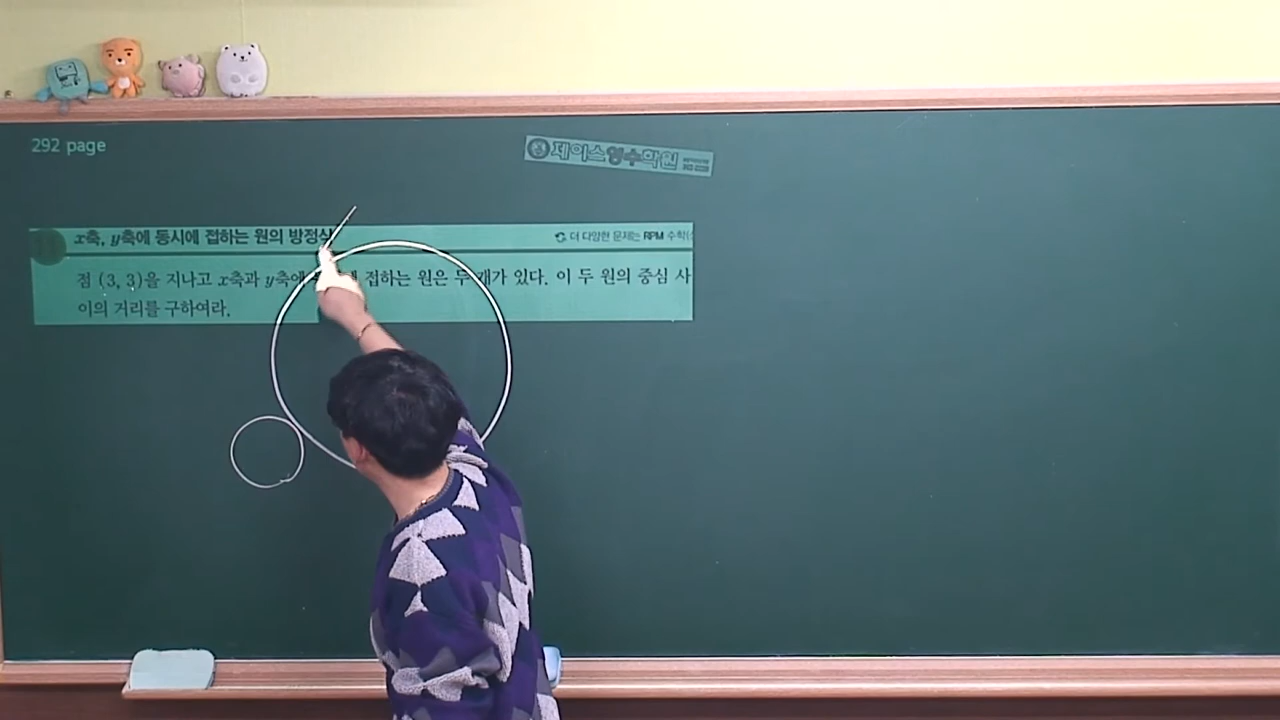 292 page
제이스영수학원
x축, y축에 동시에 접하는 원의 방정식
더 다양한 문제는 RPM 수학
점 (3, 3)을 지나고 x축과 y축에 접하는 원은 두 개가 있다. 이 두 원의 중심 사
이의 거리를 구하여라.